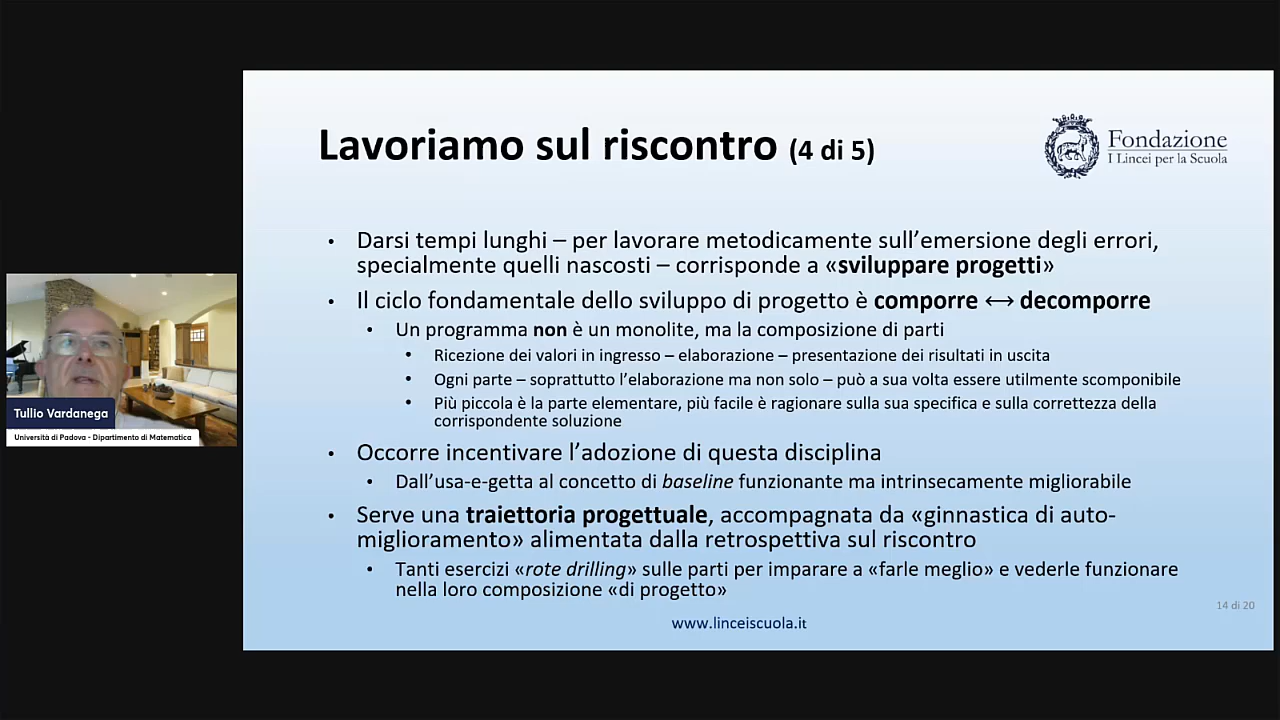 Lavoriamo sul riscontro (4 di 5)
Fondazione
I Lincei per la Scuola
• Darsi tempi lunghi – per lavorare metodicamente sull’emersione degli errori,
specialmente quelli nascosti – corrisponde a «sviluppare progetti»
• Il ciclo fondamentale dello sviluppo di progetto è comporre ↔ decomporre
• Un programma non è un monolite, ma la composizione di parti
• Ricezione dei valori in ingresso – elaborazione – presentazione dei risultati in uscita
• Ogni parte – soprattutto l’elaborazione ma non solo – può a sua volta essere utilmente scomponibile
• Più piccola è la parte elementare, più facile è ragionare sulla sua specifica e sulla correttezza della
corrispondente soluzione
• Occorre incentivare l’adozione di questa disciplina
• Dall’usa-e-getta al concetto di baseline funzionante ma intrinsecamente migliorabile
• Serve una traiettoria progettuale, accompagnata da «ginnastica di auto-
miglioramento» alimentata dalla retrospettiva sul riscontro
• Tanti esercizi «rote drilling» sulle parti per imparare a «farle meglio» e vederle funzionare
nella loro composizione «di progetto»
14 di 20
www.linceiscuola.it
Tullio Vardanega
Università di Padova - Dipartimento di Matematica